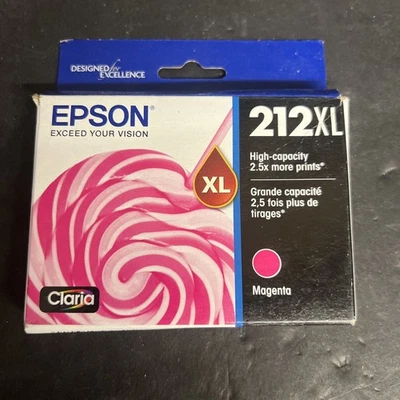 DESIGNED for
EXCELLENCE
EPSON®
EXCEED YOUR VISION
XL
Claria
212XL
High-capacity
2.5x more prints*
Grande capacité
2,5 fois plus de
tirages*
Magenta